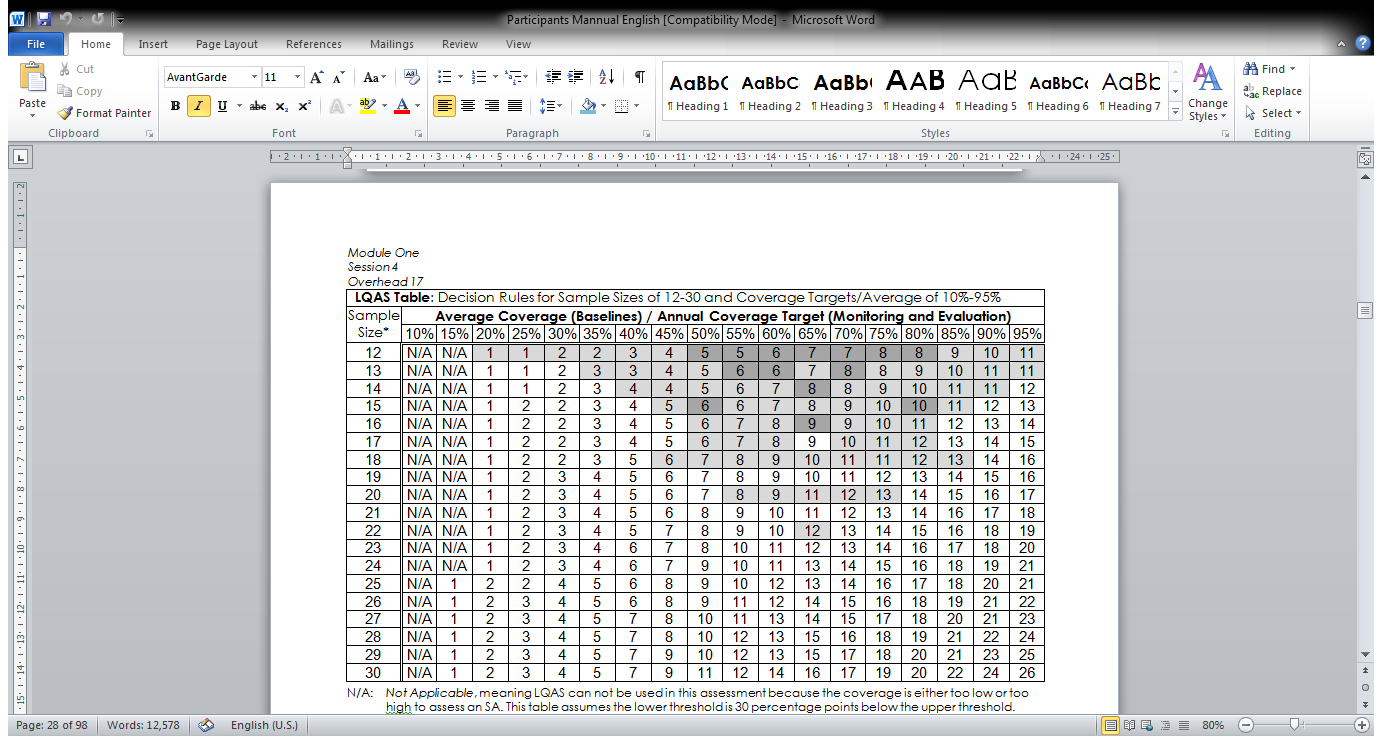 Participants Mannual English [Compatibility Mode] - Microsoft Word
File Home Insert Page Layout References Mailings Review View
Paste
Cut
Copy
Format Painter
Clipboard
AvantGarde 11
Font
Paragraph
AaBbC AaBbC AaBb AAB AaB AaBbC AaBb
¶ Heading 1 ¶ Heading 2 ¶ Heading 3 ¶ Heading 4 ¶ Heading 5 ¶ Heading 6 ¶ Heading 7
Change Styles
Styles
Find
Replace
Select
Editing
Module One
Session 4
Overhead 17
LQAS Table: Decision Rules for Sample Sizes of 12-30 and Coverage Targets/Average of 10%-95%
Sample Size* Average Coverage (Baselines) / Annual Coverage Target (Monitoring and Evaluation)
10% 15% 20% 25% 30% 35% 40% 45% 50% 55% 60% 65% 70% 75% 80% 85% 90% 95%
12 N/A N/A 1 1 2 2 3 4 5 5 6 7 7 8 8 9 10 11
13 N/A N/A 1 1 2 3 3 4 5 6 6 7 8 8 9 10 11 11
14 N/A N/A 1 1 2 3 4 4 5 6 7 8 8 9 10 11 11 12
15 N/A N/A 1 2 2 3 4 5 6 6 7 8 9 10 10 11 12 13
16 N/A N/A 1 2 2 3 4 5 6 7 8 9 9 10 11 12 13 14
17 N/A N/A 1 2 2 3 4 5 6 7 8 9 10 11 12 13 14 15
18 N/A N/A 1 2 2 3 5 6 7 8 9 10 11 11 12 13 14 16
19 N/A N/A 1 2 3 4 5 6 7 8 9 10 11 12 13 14 15 16
20 N/A N/A 1 2 3 4 5 6 7 8 9 11 12 13 14 15 16 17
21 N/A N/A 1 2 3 4 5 6 8 9 10 11 12 13 14 16 17 18
22 N/A N/A 1 2 3 4 5 7 8 9 10 12 13 14 15 16 18 19
23 N/A N/A 1 2 3 4 6 7 8 10 11 12 13 14 16 17 18 20
24 N/A N/A 1 2 3 4 6 7 9 10 11 13 14 15 16 18 19 21
25 N/A 1 2 2 4 5 6 8 9 10 12 13 14 16 17 18 20 21
26 N/A 1 2 3 4 5 6 8 9 11 12 14 15 16 18 19 21 22
27 N/A 1 2 3 4 5 7 8 10 11 13 14 15 17 18 20 21 23
28 N/A 1 2 3 4 5 7 8 10 12 13 15 16 18 19 21 22 24
29 N/A 1 2 3 4 5 7 9 10 12 13 15 17 18 20 21 23 25
30 N/A 1 2 3 4 5 7 9 11 12 14 16 17 19 20 22 24 26
N/A: Not Applicable, meaning LQAS can not be used in this assessment because the coverage is either too low or too
high to assess an SA. This table assumes the lower threshold is 30 percentage points below the upper threshold.
Page: 28 of 98 Words: 12,578 English (U.S.) 80%